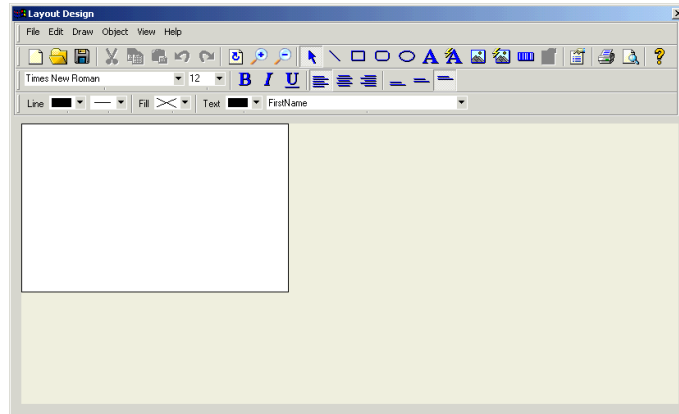 Layout Design
File Edit Draw Object View Help
A A
Times New Roman 12 B I U
Line Fill Text FirstName